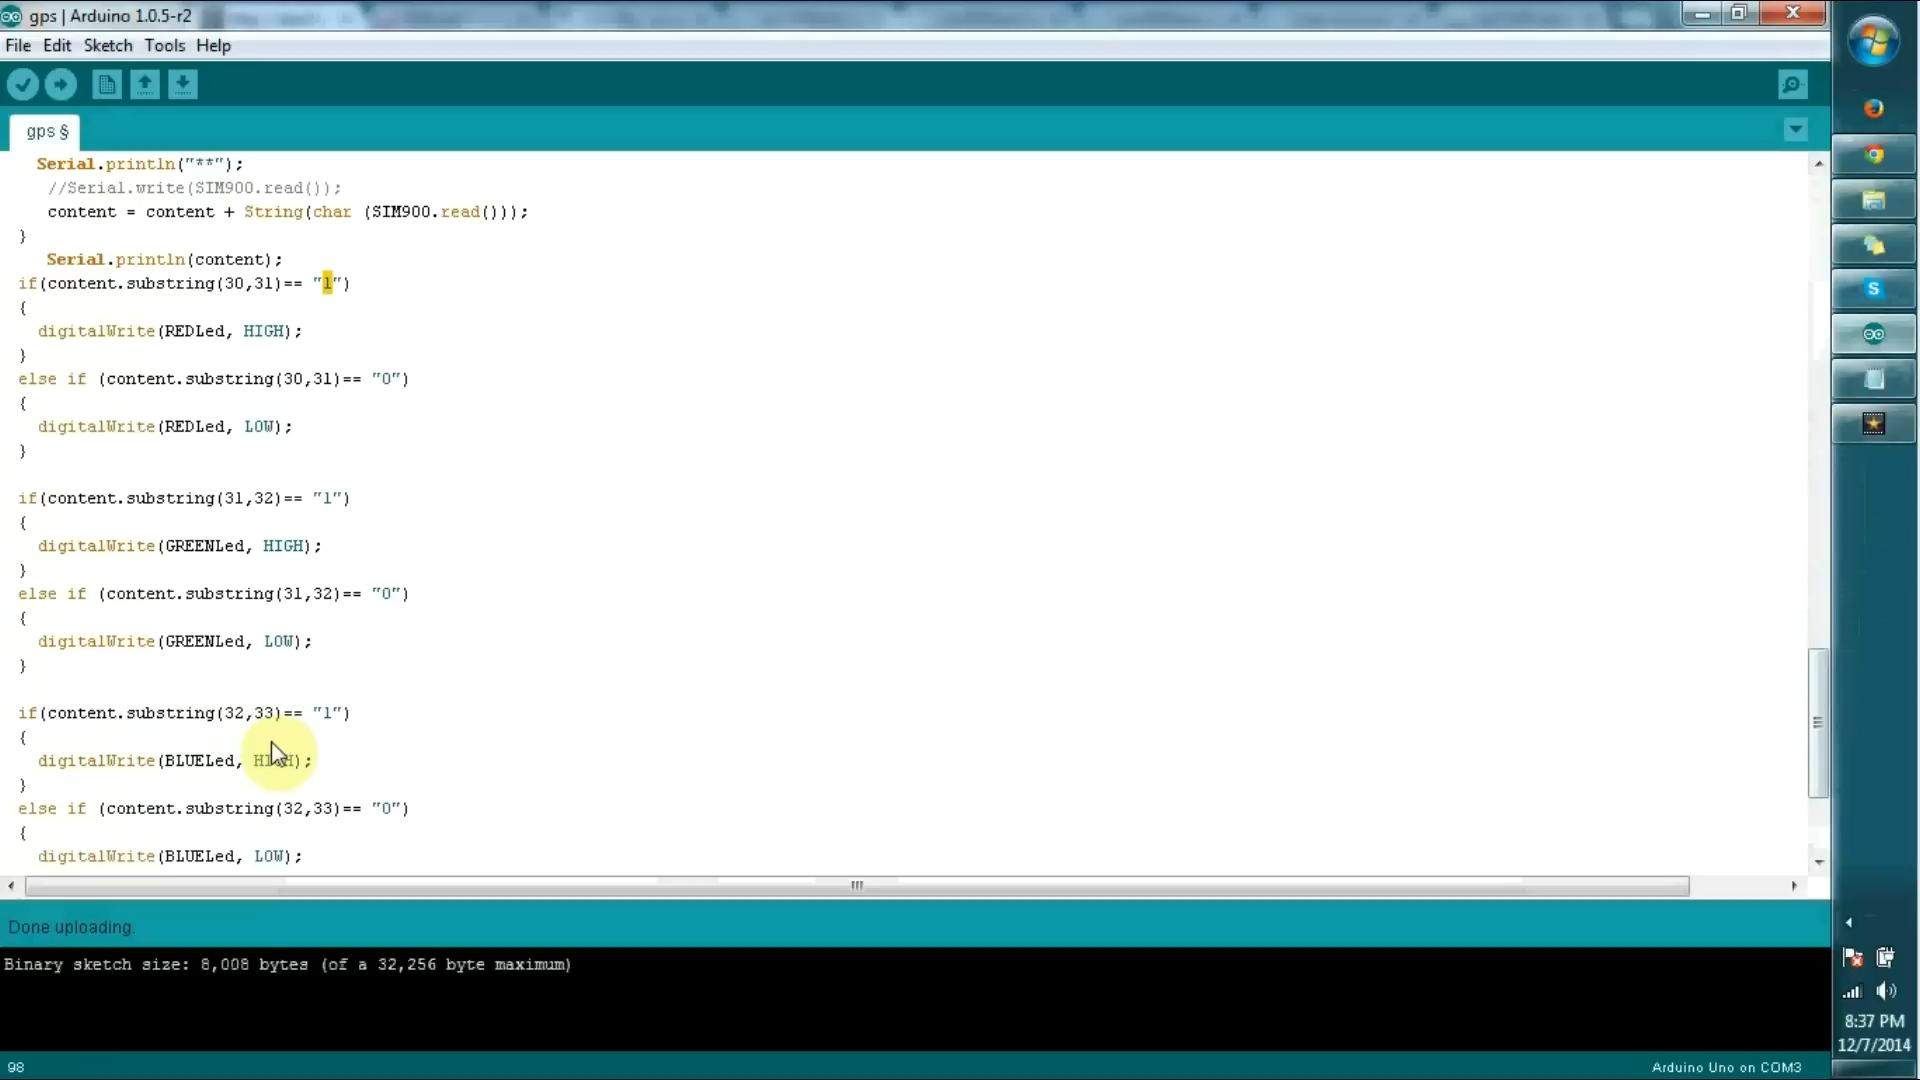 gps | Arduino 1.0.5-r2
File Edit Sketch Tools Help
gps §
Serial.println("**");
//Serial.write(SIM900.read());
content = content + String(char (SIM900.read()));
}
Serial.println(content);
if(content.substring(30,31)== "1")
{
digitalWrite(REDLed, HIGH);
}
else if (content.substring(30,31)== "0")
{
digitalWrite(REDLed, LOW);
}
if(content.substring(31,32)== "1")
{
digitalWrite(GREENLed, HIGH);
}
else if (content.substring(31,32)== "0")
{
digitalWrite(GREENLed, LOW);
}
if(content.substring(32,33)== "1")
{
digitalWrite(BLUELed, HIGH);
}
else if (content.substring(32,33)== "0")
{
digitalWrite(BLUELed, LOW);
Done uploading.
Binary sketch size: 8,008 bytes (of a 32,256 byte maximum)
98
Arduino Uno on COM3
8:37 PM
12/7/2014